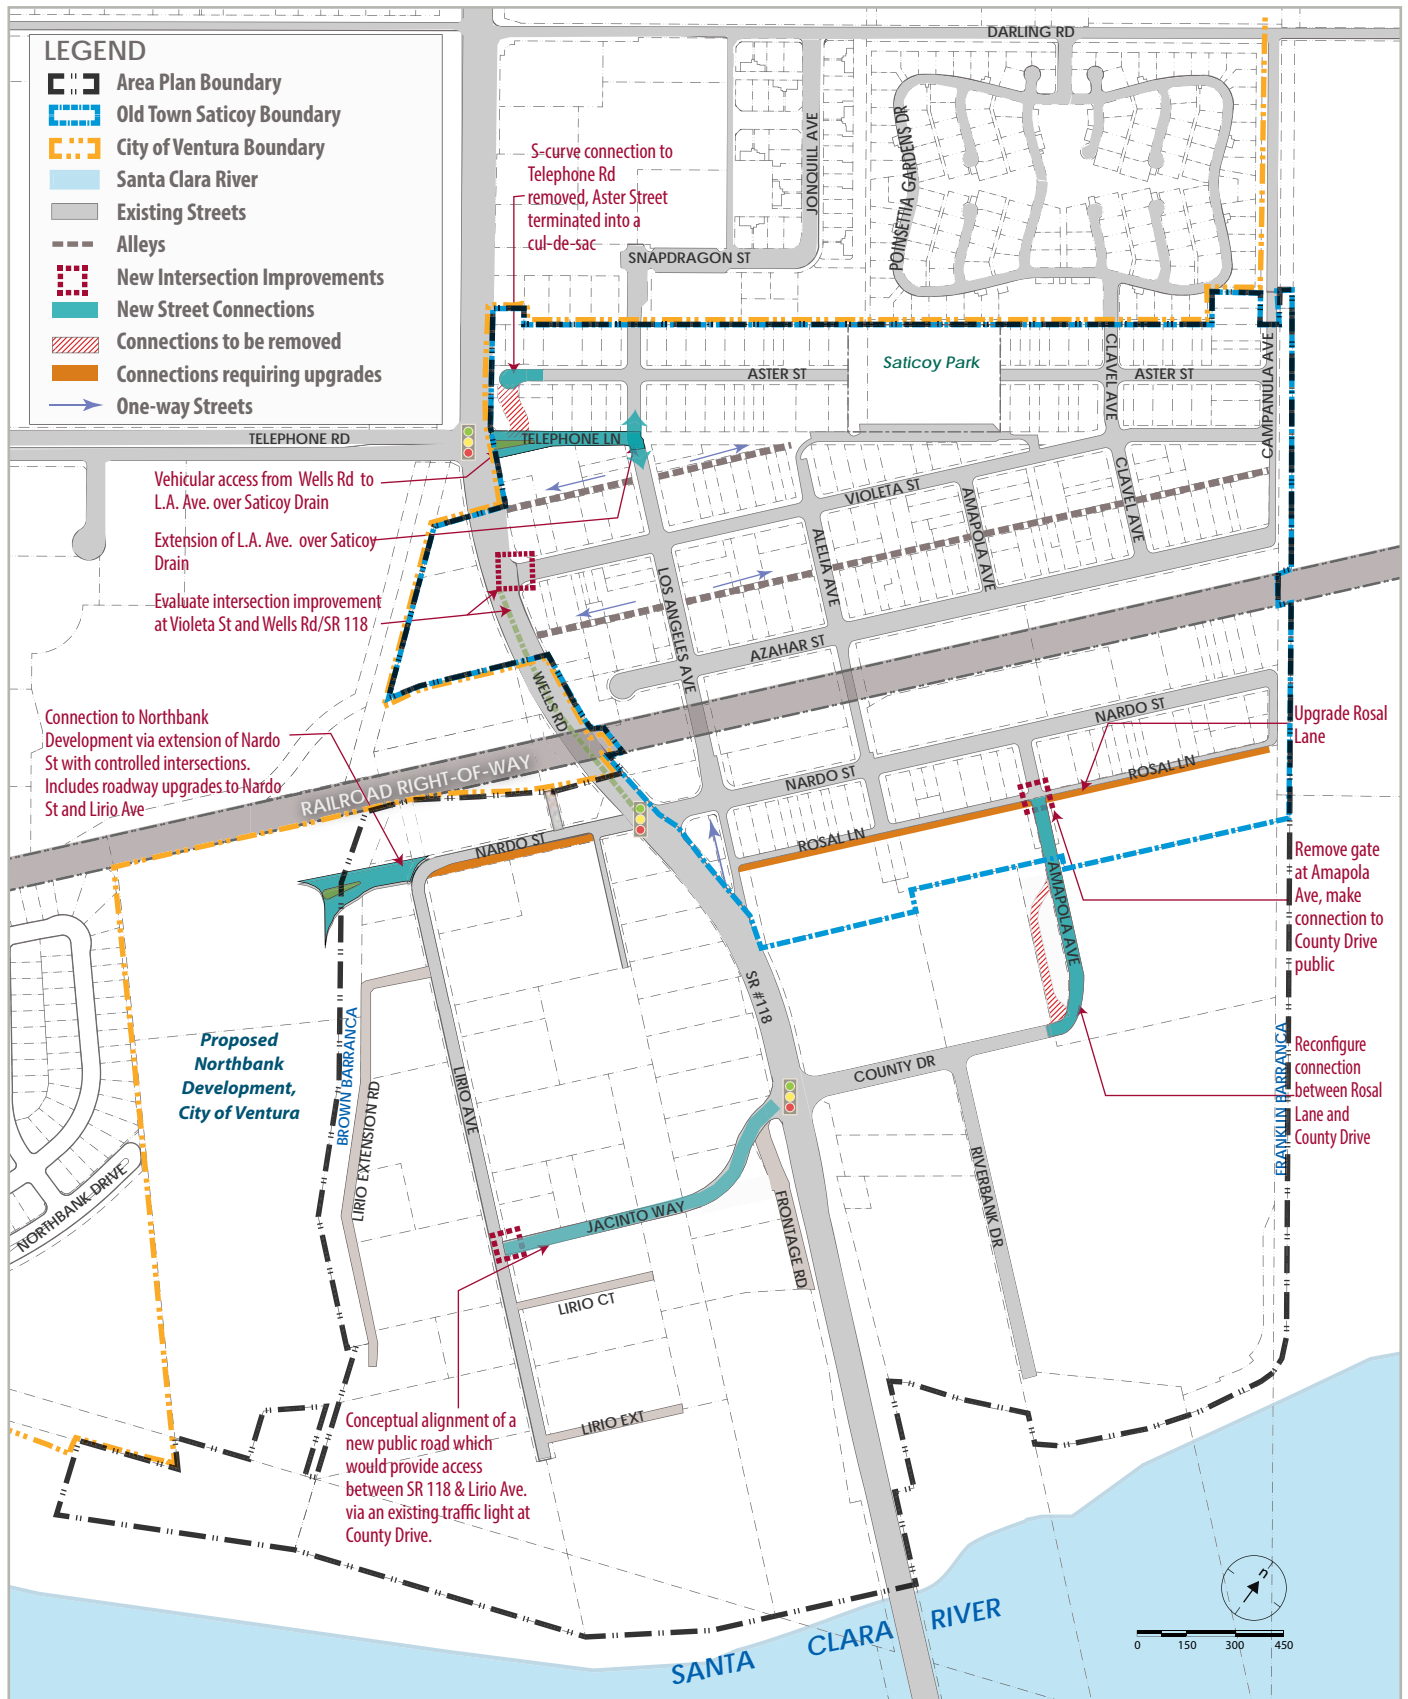 LEGEND
Area Plan Boundary
Old Town Saticoy Boundary
City of Ventura Boundary
Santa Clara River
Existing Streets
Alleys
New Intersection Improvements
New Street Connections
Connections to be removed
Connections requiring upgrades
One-way Streets
DARLING RD
JONQUILL AVE
POINSETTIA GARDENS DR
S-curve connection to
Telephone Rd
removed, Aster Street
terminated into a
cul-de-sac
SNAPDRAGON ST
Saticoy Park
ASTER ST
CLAVEL AVE
ASTER ST
CAMPANULA AVE
TELEPHONE RD
TELEPHONE LN
Vehicular access from Wells Rd to
L.A. Ave. over Saticoy Drain
Extension of L.A. Ave. over Saticoy
Drain
Evaluate intersection improvement
at Violeta St and Wells Rd/SR 118
VIOLETA ST
CLAVEL AVE
AMAPOLA AVE
ALELIA AVE
LOS ANGELES AVE
AZAHAR ST
WELLS RD
NARDO ST
Upgrade Rosal
Lane
Connection to Northbank
Development via extension of Nardo
St with controlled intersections.
Includes roadway upgrades to Nardo
St and Lirio Ave
RAILROAD RIGHT-OF-WAY
NARDO ST
ROSAL LN
NARDO ST
ROSAL LN
Remove gate
at Amapola
Ave, make
connection to
County Drive
public
AMAPOLA AVE
SR #118
Proposed
Northbank
Development,
City of Ventura
BROWN BARRANCA
LIRIO EXTENSION RD
LIRIO AVE
COUNTY DR
FRANKLIN BARRANCA
Reconfigure
connection
between Rosal
Lane and
County Drive
NORTHBANK DRIVE
JACINTO WAY
FRONTAGE RD
RIVERBANK DR
LIRIO CT
LIRIO EXT
Conceptual alignment of a
new public road which
would provide access
between SR 118 & Lirio Ave.
via an existing traffic light at
County Drive.
SANTA CLARA RIVER
n
0 150 300 450